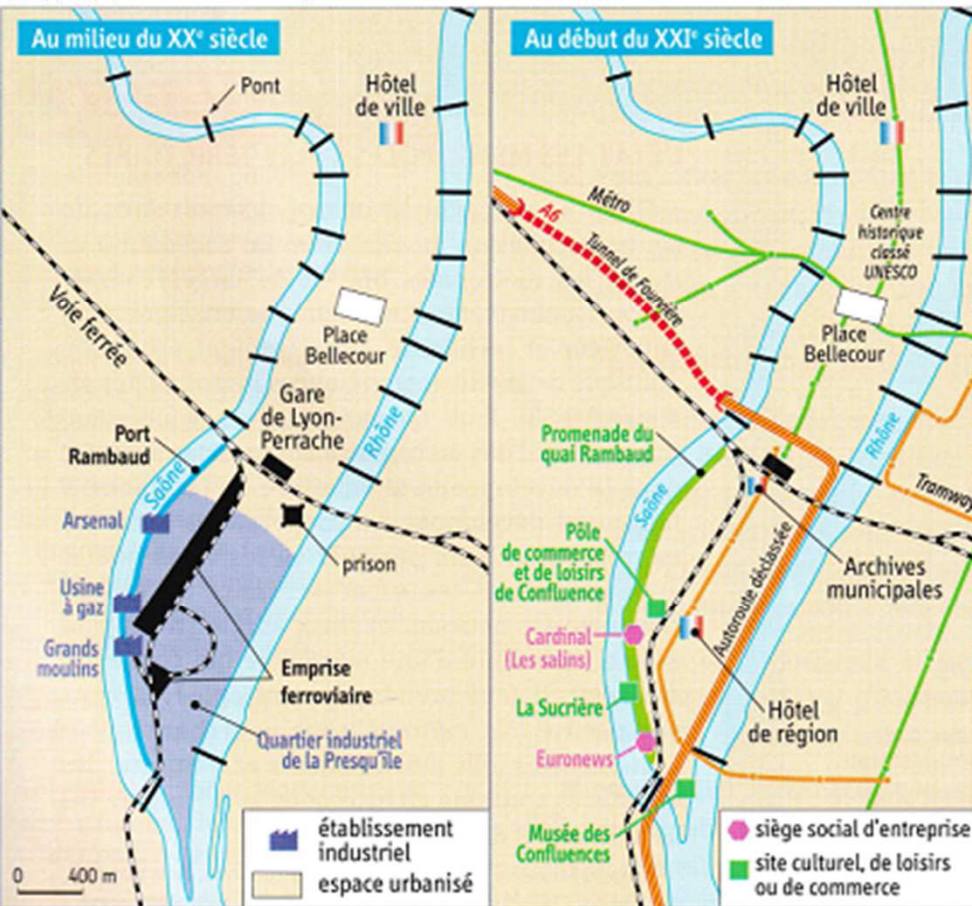 Au milieu du XXe siècle
Pont
Hôtel
de ville
Voie ferrée
Place
Bellecour
Gare
de Lyon-
Perrache
Rhône
Port
Rambaud
Saône
Arsenal
prison
Usine
à gaz
Grands
moulins
Emprise
ferroviaire
Quartier industriel
de la Presqu'île
0 400 m
établissement
industriel
espace urbanisé
Au début du XXIe siècle
Hôtel
de ville
Métro
A6
Tunnel de Fourvière
Centre
historique
classé
UNESCO
Place
Bellecour
Rhône
Promenade du
quai Rambaud
Saône
Tramway
Pôle
de commerce
et de loisirs
de Confluence
Archives
municipales
Autoroute déclassée
Cardinal
(Les salins)
La Sucrière
Hôtel
de région
Euronews
Musée des
Confluences
siège social d'entreprise
site culturel, de loisirs
ou de commerce